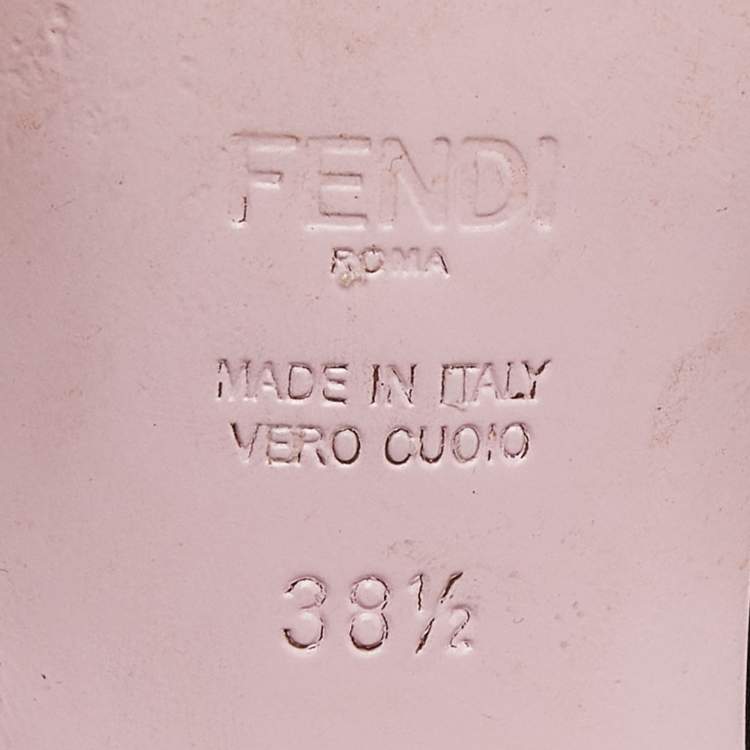 FENDI
ROMA
MADE IN ITALY
VERO CUOIO
38½